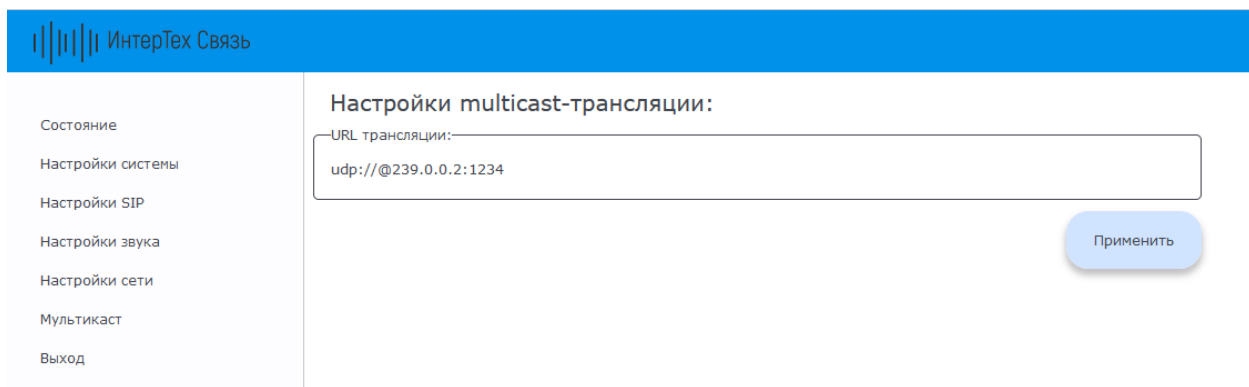 ИнтерТех Связь
Состояние
Настройки системы
Настройки SIP
Настройки звука
Настройки сети
Мультикаст
Выход
Настройки multicast-трансляции:
URL трансляции:
udp://@239.0.0.2:1234
Применить